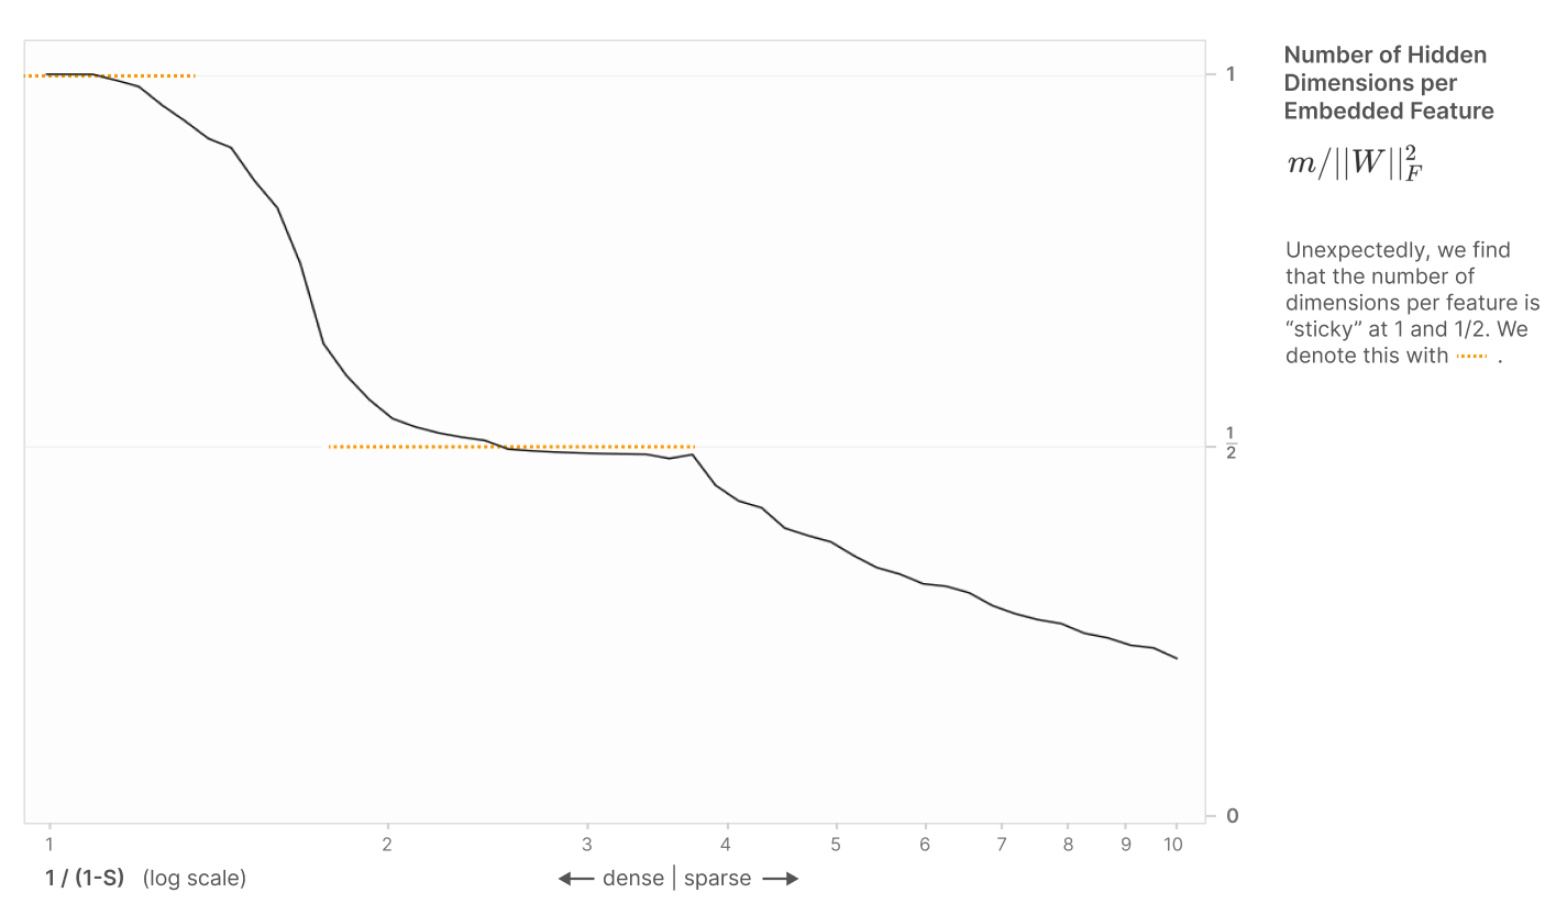 Number of Hidden
Dimensions per
Embedded Feature
m/||W||²_F
Unexpectedly, we find
that the number of
dimensions per feature is
“sticky” at 1 and 1/2. We
denote this with .
1
1/2
0
1 2 3 4 5 6 7 8 9 10
1 / (1-S) (log scale) ← dense | sparse →